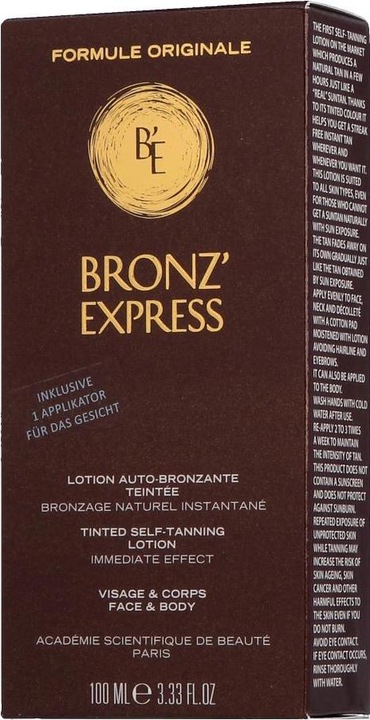 FORMULE ORIGINALE
B'E
BRONZ'
EXPRESS
INKLUSIVE
1 APPLIKATOR
FÜR DAS GESICHT
LOTION AUTO-BRONZANTE
TEINTÉE
BRONZAGE NATUREL INSTANTANÉ
TINTED SELF-TANNING
LOTION
IMMEDIATE EFFECT
VISAGE & CORPS
FACE & BODY
ACADÉMIE SCIENTIFIQUE DE BEAUTÉ
PARIS
100 ML ℮ 3.33 FL.OZ
THE FIRST SELF-TANNING
LOTION ON THE MARKET
WHICH PRODUCES A
NATURAL TAN IN A FEW
HOURS JUST LIKE A
"REAL" SUNTAN. THANKS
TO ITS TINTED COLOUR IT
HELPS YOU GET A STREAK
FREE INSTANT TAN
WHEREVER AND
WHENEVER YOU WANT IT.
THIS LOTION IS SUITED
TO ALL SKIN TYPES, EVEN
FOR THOSE WHO CANNOT
GET A SUNTAN NATURALLY
WITH SUN EXPOSURE.
THE TAN FADES AWAY ON
ITS OWN GRADUALLY JUST
LIKE THE TAN OBTAINED
BY SUN EXPOSURE.
APPLY EVENLY TO FACE,
NECK AND DÉCOLLETÉ
WITH A COTTON PAD
MOISTENED WITH LOTION
AVOIDING HAIRLINE AND
EYEBROWS.
IT CAN ALSO BE APPLIED
TO THE BODY.
WASH HANDS WITH COLD
WATER AFTER USE.
RE-APPLY 2 TO 3 TIMES
A WEEK TO MAINTAIN
THE INTENSITY OF TAN.
THIS PRODUCT DOES NOT
CONTAIN A SUNSCREEN
AND DOES NOT PROTECT
AGAINST SUNBURN.
REPEATED EXPOSURE OF
UNPROTECTED SKIN
WHILE TANNING MAY
INCREASE THE RISK OF
SKIN AGEING, SKIN
CANCER AND OTHER
HARMFUL EFFECTS TO
THE SKIN EVEN IF YOU
DO NOT BURN.
AVOID EYE CONTACT.
IF EYE CONTACT OCCURS,
RINSE THOROUGHLY
WITH WATER.